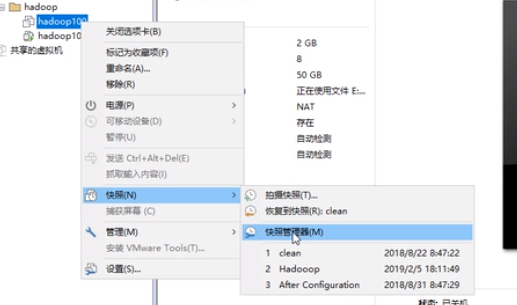 hadoop
hadoop100
hadoop10
共享的虚拟机
关闭选项卡(B)
标记为收藏项(F)
重命名(A)...
移除(R)
电源(P)
可移动设备(D)
暂停(U)
发送 Ctrl+Alt+Del(E)
抓取输入内容(I)
快照(N)
捕获屏幕 (C)
管理(M)
安装 VMware Tools(T)...
设置(S)...
2 GB
8
50 GB
正在使用文件 E:...
NAT
存在
自动检测
自动检测
拍摄快照(T)...
恢复到快照(R): clean
快照管理器(M)
1 clean 2018/8/22 8:47:22
2 Hadooop 2019/2/5 18:11:49
3 After Configuration 2018/8/31 8:47:29
状态: 已关机